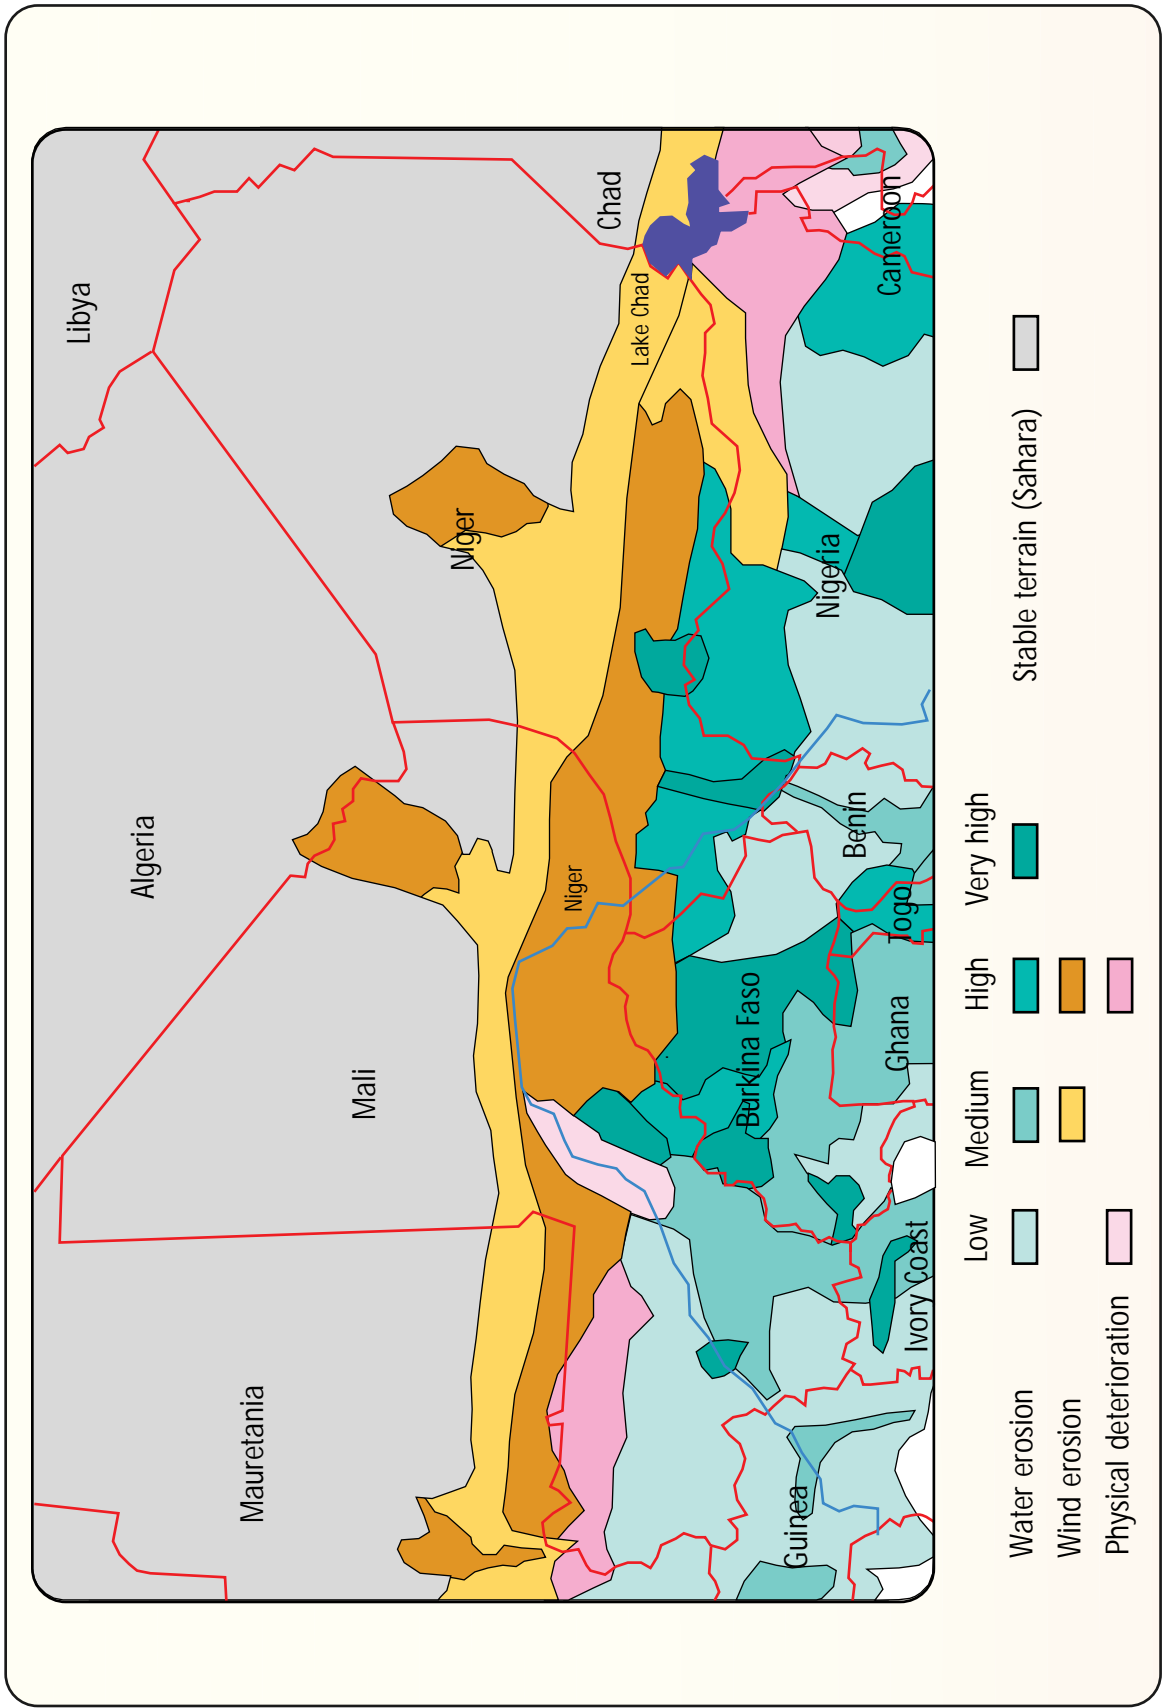 Mauretania
Mali
Algeria
Niger
Libya
Chad
Lake Chad
Niger
Guinea
Ivory Coast
Burkina Faso
Ghana
Togo
Benin
Nigeria
Cameroon
Low Medium High Very high
Water erosion Stable terrain (Sahara)
Wind erosion
Physical deterioration